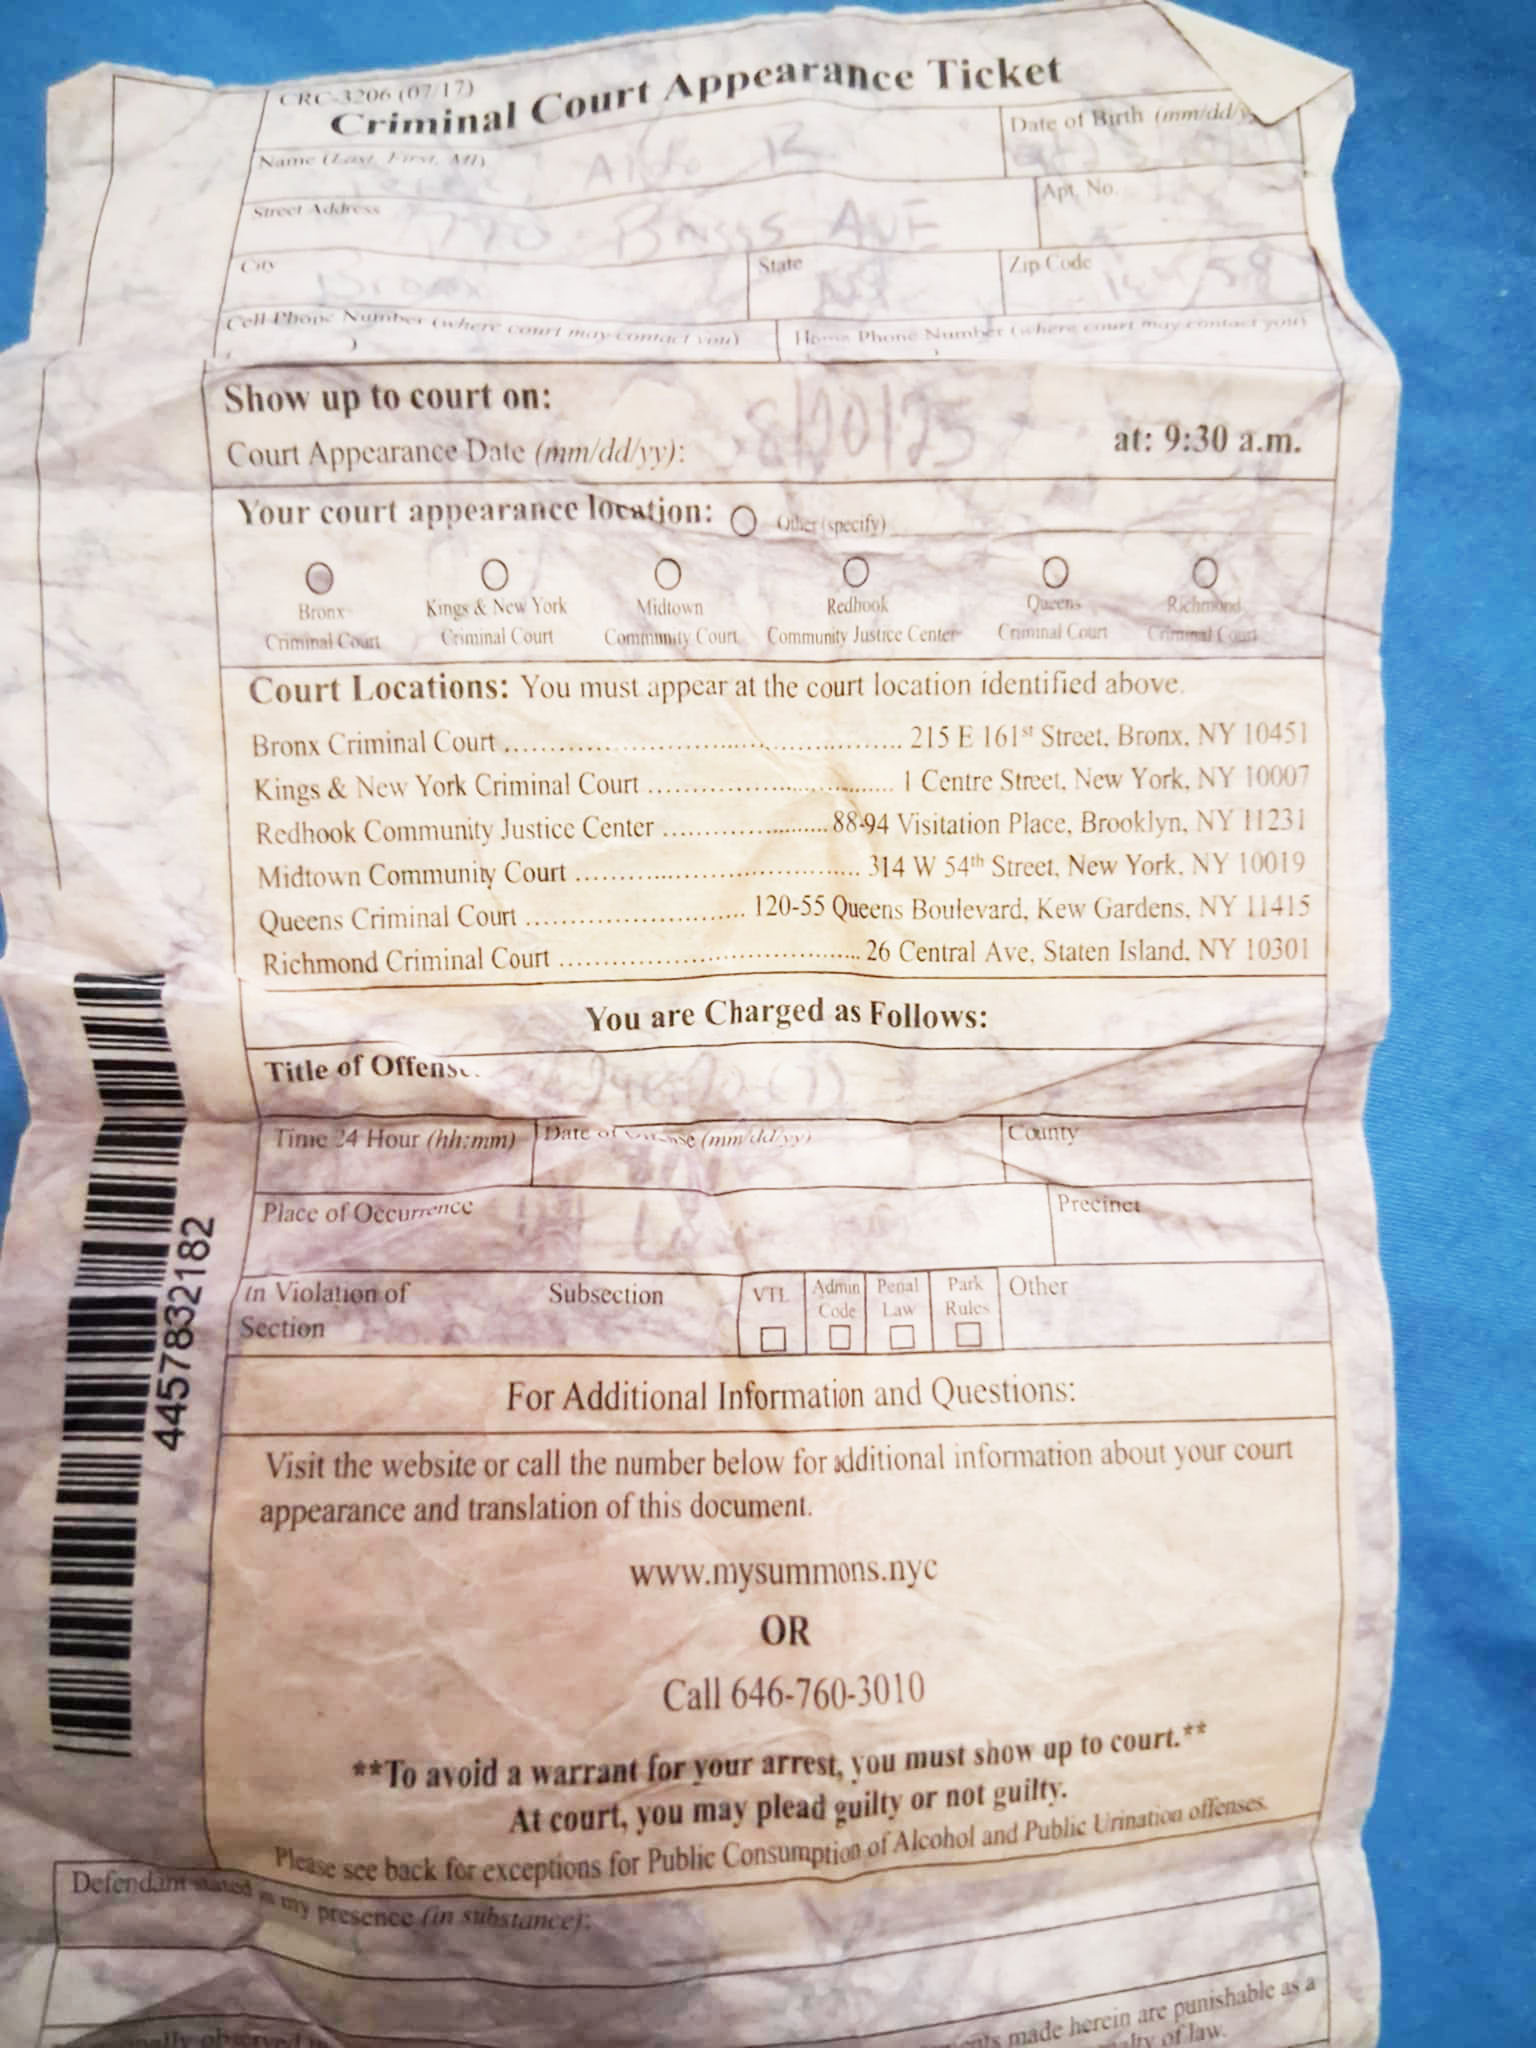 CRC-3206 (07/17)
Criminal Court Appearance Ticket
Name (Last, First, MI)
Date of Birth (mm/dd/y
Aldo R
Street Address
Apt. No.
AVE
City
State
Zip Code
Bronx
NY
Cell Phone Number (where court may contact you)
Home Phone Number (where court may contact you)
( )
)
Show up to court on:
Court Appearance Date (mm/dd/yy): 8/20/25 at: 9:30 a.m.
Your court appearance location: Other (specify)
Bronx Criminal Court
Kings & New York Criminal Court
Midtown Community Court
Redhook Community Justice Center
Queens Criminal Court
Richmond Criminal Court
Court Locations: You must appear at the court location identified above.
Bronx Criminal Court ........ 215 E 161st Street, Bronx, NY 10451
Kings & New York Criminal Court ........ 1 Centre Street, New York, NY 10007
Redhook Community Justice Center ........ 88-94 Visitation Place, Brooklyn, NY 11231
Midtown Community Court ........ 314 W 54th Street, New York, NY 10019
Queens Criminal Court ........ 120-55 Queens Boulevard, Kew Gardens, NY 11415
Richmond Criminal Court ........ 26 Central Ave, Staten Island, NY 10301
You are Charged as Follows:
Title of Offense:
Time 24 Hour (hh:mm)
Date of Offense (mm/dd/yy)
County
Place of Occurrence
Precinct
In Violation of Section
Subsection
VTL
Admin Code
Penal Law
Park Rules
Other
For Additional Information and Questions:
Visit the website or call the number below for additional information about your court
appearance and translation of this document.
www.mysummons.nyc
OR
Call 646-760-3010
**To avoid a warrant for your arrest, you must show up to court.**
At court, you may plead guilty or not guilty.
Please see back for exceptions for Public Consumption of Alcohol and Public Urination offenses.
Defendant stated in my presence (in substance):
observed
made herein are punishable as a
of law.
4457832182